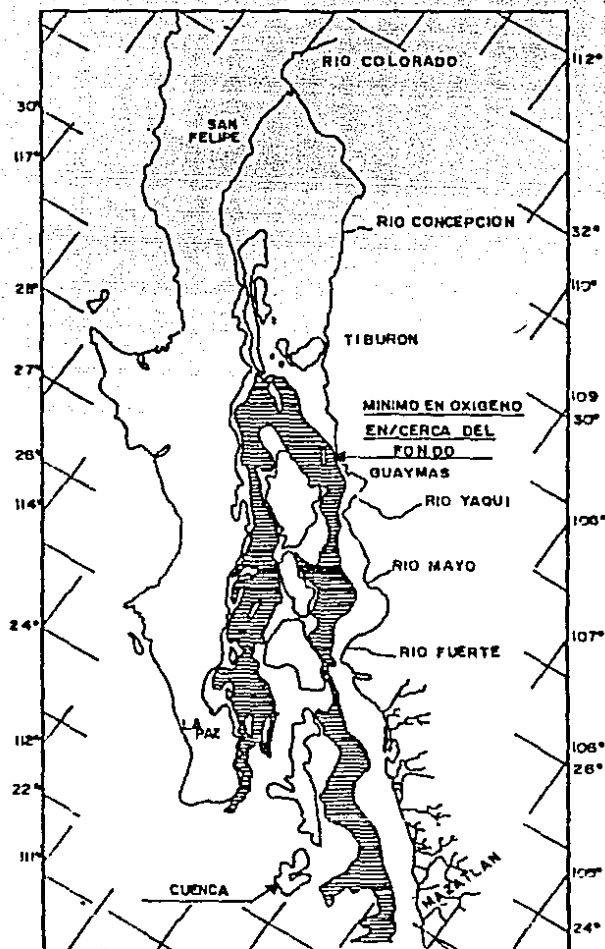 RIO COLORADO
112°
30°
SAN
FELIPE
117°
RIO CONCEPCION
32°
28°
110°
TIBURON
27°
109
30°
MINIMO EN OXIGENO
EN/CERCA DEL
FONDO
26°
GUAYMAS
114°
RIO YAQUI
108°
RIO MAYO
24°
107°
RIO FUERTE
LA
PAZ
112°
106°
26°
22°
111°
CUENCA
MAZATLAN
105°
24°